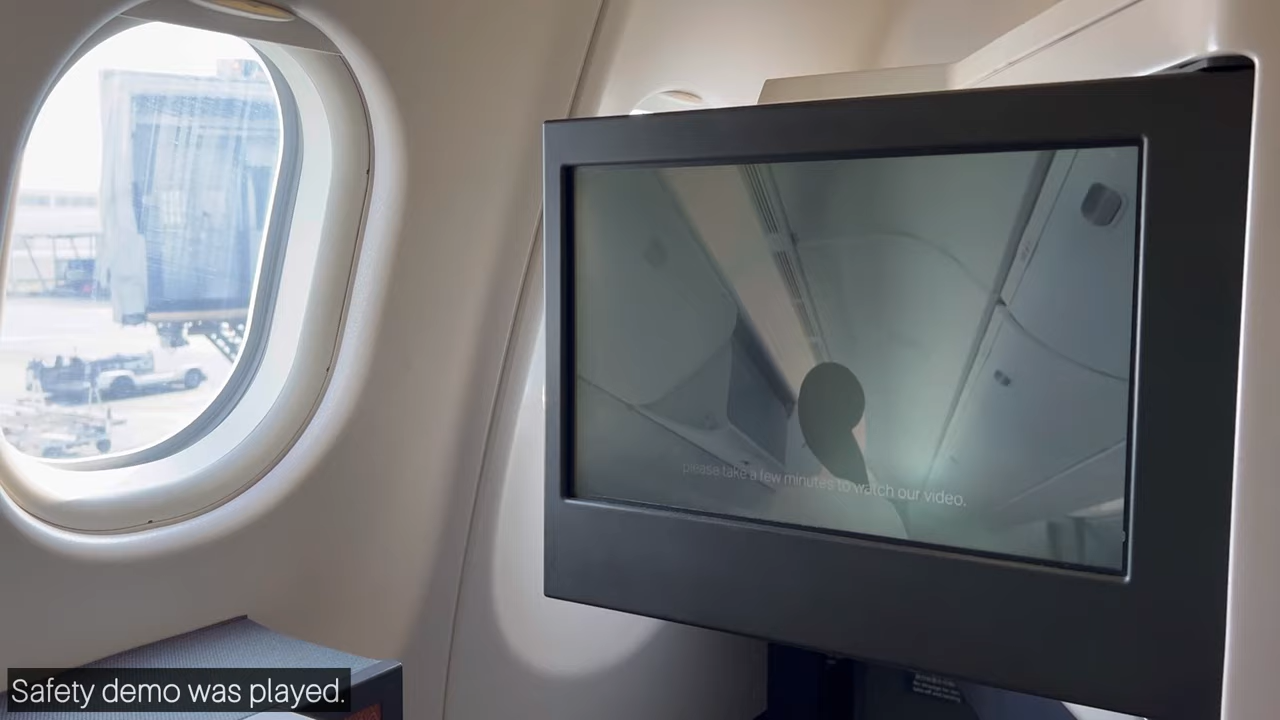 please take a few minutes to watch our video.
Safety demo was played.